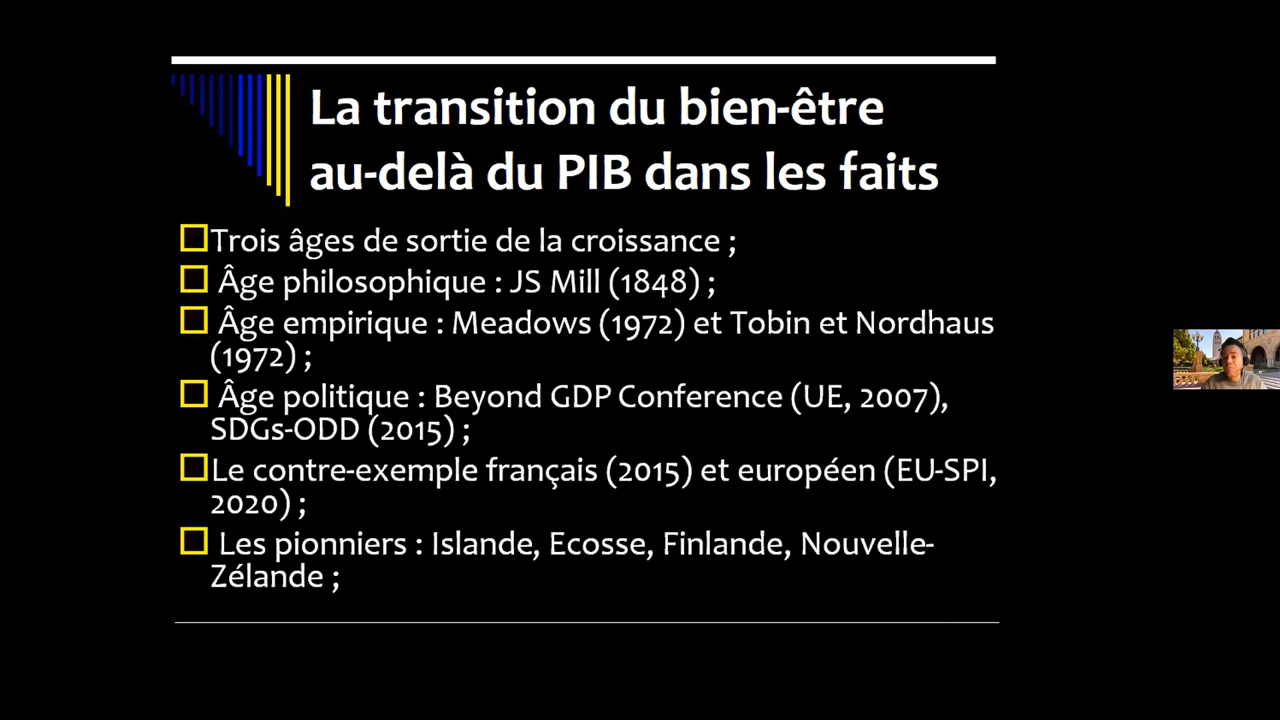 La transition du bien-être
au-delà du PIB dans les faits
Trois âges de sortie de la croissance ;
Âge philosophique : JS Mill (1848) ;
Âge empirique : Meadows (1972) et Tobin et Nordhaus
(1972) ;
Âge politique : Beyond GDP Conference (UE, 2007),
SDGs-ODD (2015) ;
Le contre-exemple français (2015) et européen (EU-SPI,
2020) ;
Les pionniers : Islande, Ecosse, Finlande, Nouvelle-
Zélande ;